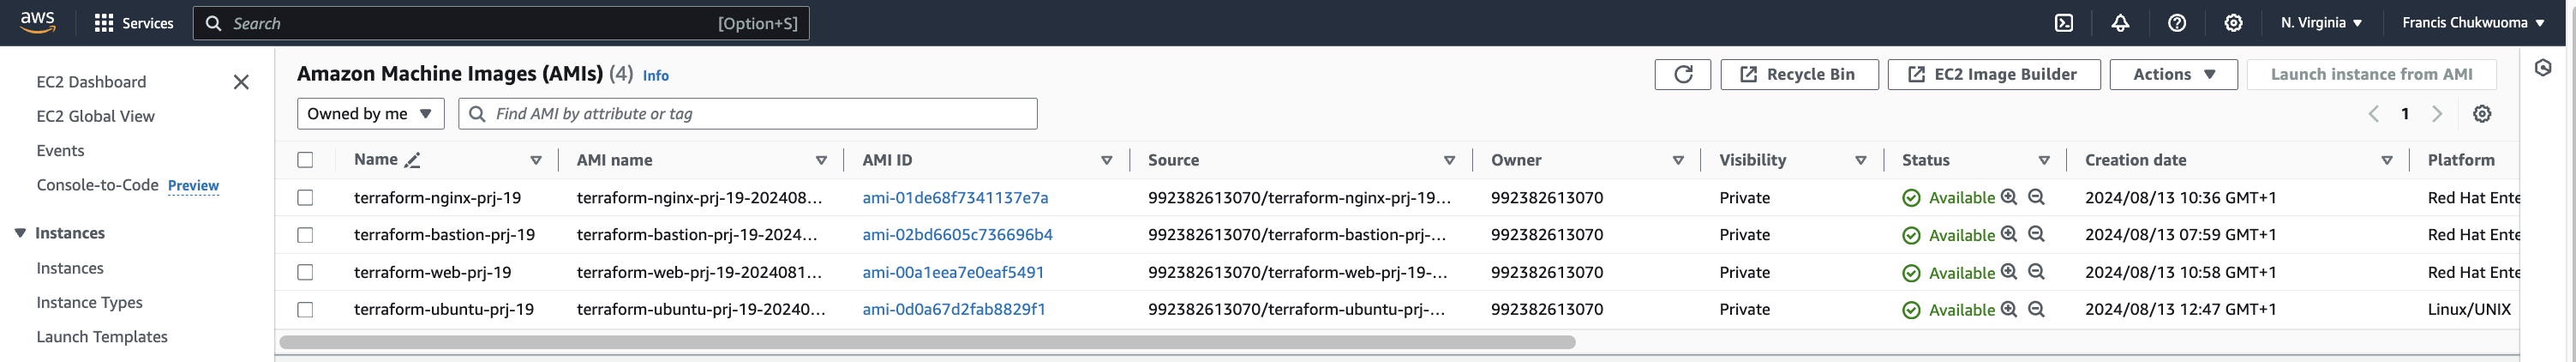 aws Services Search [Option+S] N. Virginia Francis Chukwuoma
EC2 Dashboard
EC2 Global View
Events
Console-to-Code Preview
Instances
Instances
Instance Types
Launch Templates
Amazon Machine Images (AMIs) (4) Info Recycle Bin EC2 Image Builder Actions Launch instance from AMI
Owned by me Find AMI by attribute or tag 1
Name AMI name AMI ID Source Owner Visibility Status Creation date Platform
terraform-nginx-prj-19 terraform-nginx-prj-19-202408... ami-01de68f7341137e7a 992382613070/terraform-nginx-prj-19... 992382613070 Private Available 2024/08/13 10:36 GMT+1 Red Hat Ente
terraform-bastion-prj-19 terraform-bastion-prj-19-2024... ami-02bd6605c736696b4 992382613070/terraform-bastion-prj-... 992382613070 Private Available 2024/08/13 07:59 GMT+1 Red Hat Ente
terraform-web-prj-19 terraform-web-prj-19-2024081... ami-00a1eea7e0eaf5491 992382613070/terraform-web-prj-19-... 992382613070 Private Available 2024/08/13 10:58 GMT+1 Red Hat Ente
terraform-ubuntu-prj-19 terraform-ubuntu-prj-19-20240... ami-0d0a67d2fab8829f1 992382613070/terraform-ubuntu-prj-... 992382613070 Private Available 2024/08/13 12:47 GMT+1 Linux/UNIX